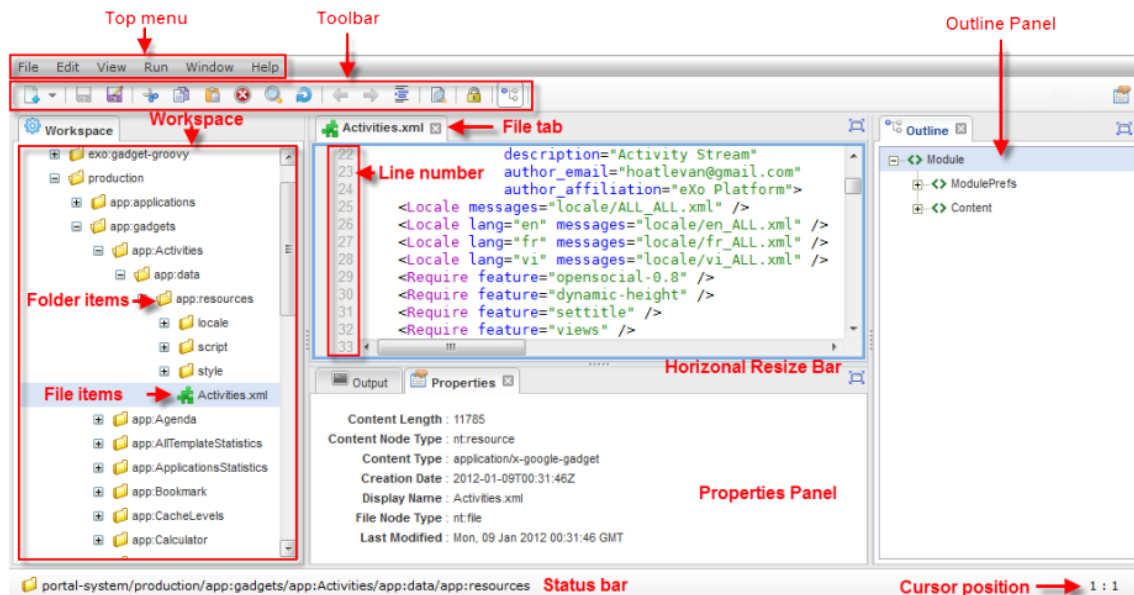 Top menu
Toolbar
Outline Panel
File Edit View Run Window Help
Workspace
Workspace
exo:gadget-groovy
production
app:applications
app:gadgets
app:Activities
app:data
Folder items
app:resources
locale
script
style
File items
Activities.xml
app:Agenda
app:AllTemplateStatistics
app:ApplicationsStatistics
app:Bookmark
app:CacheLevels
app:Calculator
Activities.xml
File tab
Line number
22 description="Activity Stream"
23 author_email="hoatlevan@gmail.com"
24 author_affiliation="eXo Platform">
25 <Locale messages="locale/ALL_ALL.xml" />
26 <Locale lang="en" messages="locale/en_ALL.xml" />
27 <Locale lang="fr" messages="locale/fr_ALL.xml" />
28 <Locale lang="vi" messages="locale/vi_ALL.xml" />
29 <Require feature="opensocial-0.8" />
30 <Require feature="dynamic-height" />
31 <Require feature="settitle" />
32 <Require feature="views" />
33
Horizonal Resize Bar
Output Properties
Content Length : 11785
Content Node Type : nt:resource
Content Type : application/x-google-gadget
Creation Date : 2012-01-09T00:31:46Z
Display Name : Activities.xml
File Node Type : nt:file
Last Modified : Mon, 09 Jan 2012 00:31:46 GMT
Properties Panel
Outline
Module
ModulePrefs
Content
portal-system/production/app:gadgets/app:Activities/app:data/app:resources
Status bar
Cursor position
1 : 1